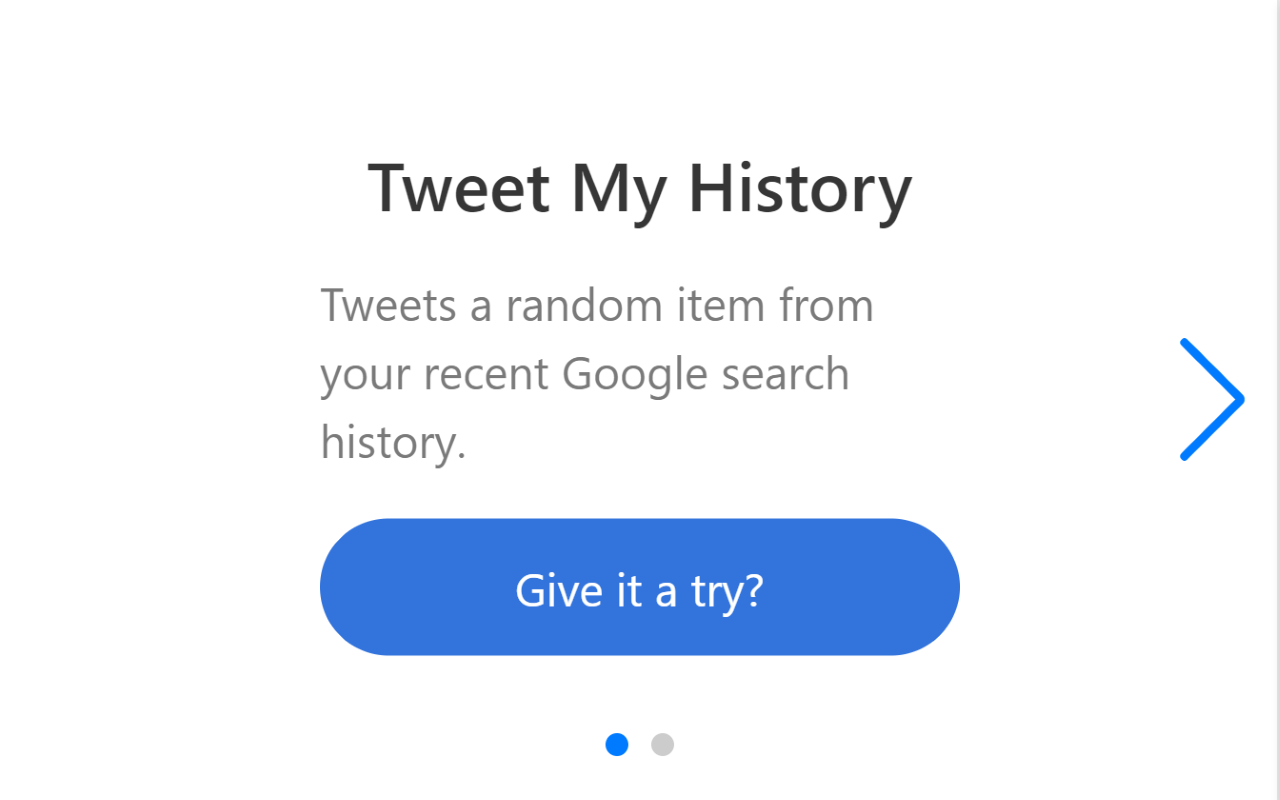 Tweet My History
Tweets a random item from
your recent Google search
history.
Give it a try?